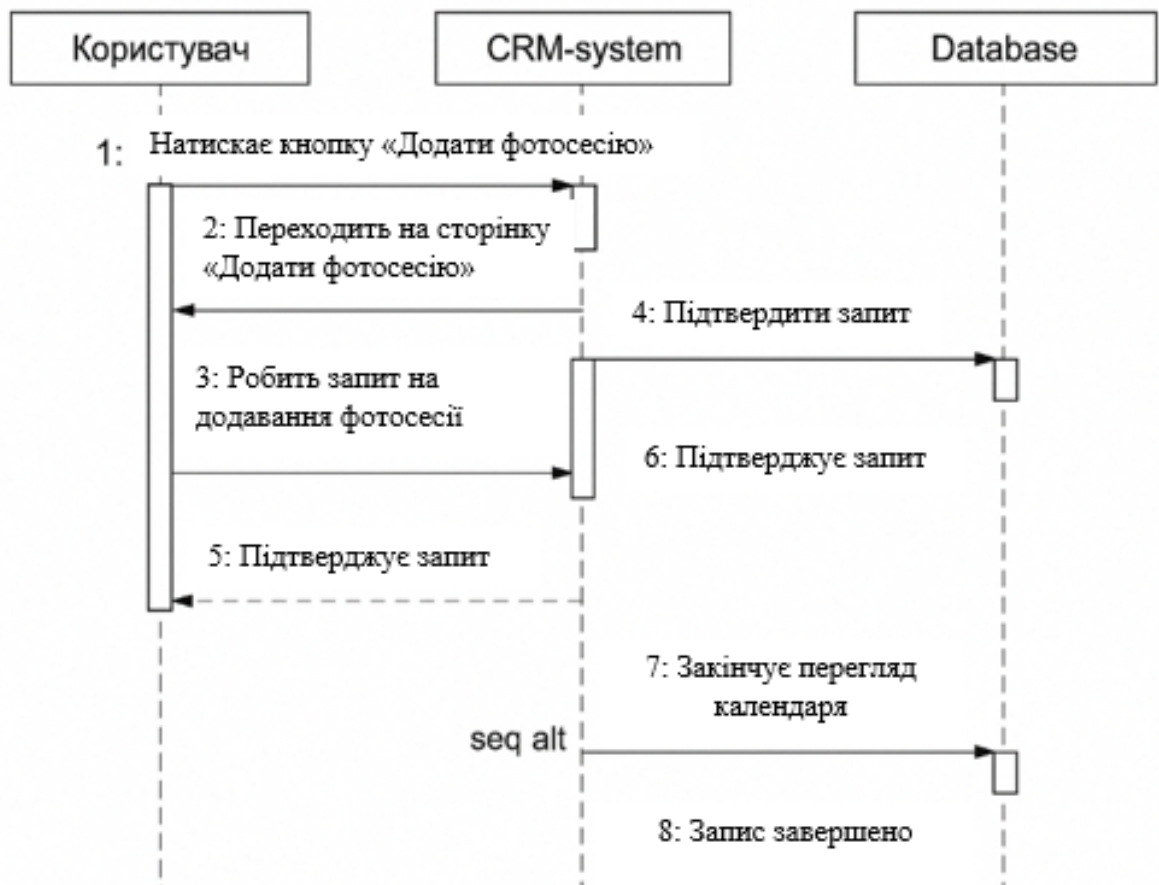 Користувач
CRM-system
Database
1: Натискає кнопку «Додати фотосесію»
2: Переходить на сторінку
«Додати фотосесію»
4: Підтвердити запит
3: Робить запит на
додавання фотосесії
6: Підтверджує запит
5: Підтверджує запит
7: Закінчує перегляд
календаря
seq alt
8: Запис завершено